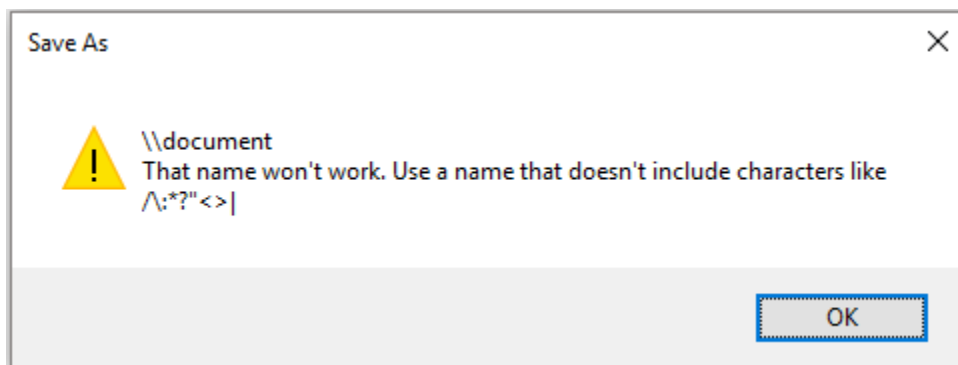 Save As
\\document
That name won't work. Use a name that doesn't include characters like
/\:*?"<>|
OK